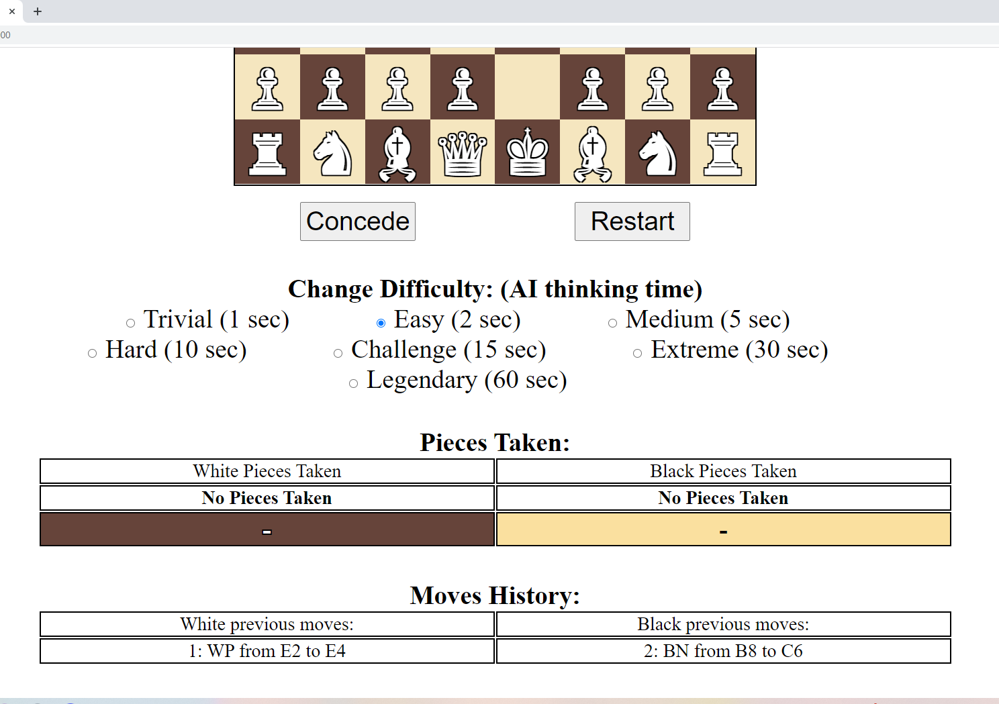 00
Concede Restart
Change Difficulty: (AI thinking time)
Trivial (1 sec) Easy (2 sec) Medium (5 sec)
Hard (10 sec) Challenge (15 sec) Extreme (30 sec)
Legendary (60 sec)
Pieces Taken:
White Pieces Taken Black Pieces Taken
No Pieces Taken No Pieces Taken
- -
Moves History:
White previous moves: Black previous moves:
1: WP from E2 to E4 2: BN from B8 to C6